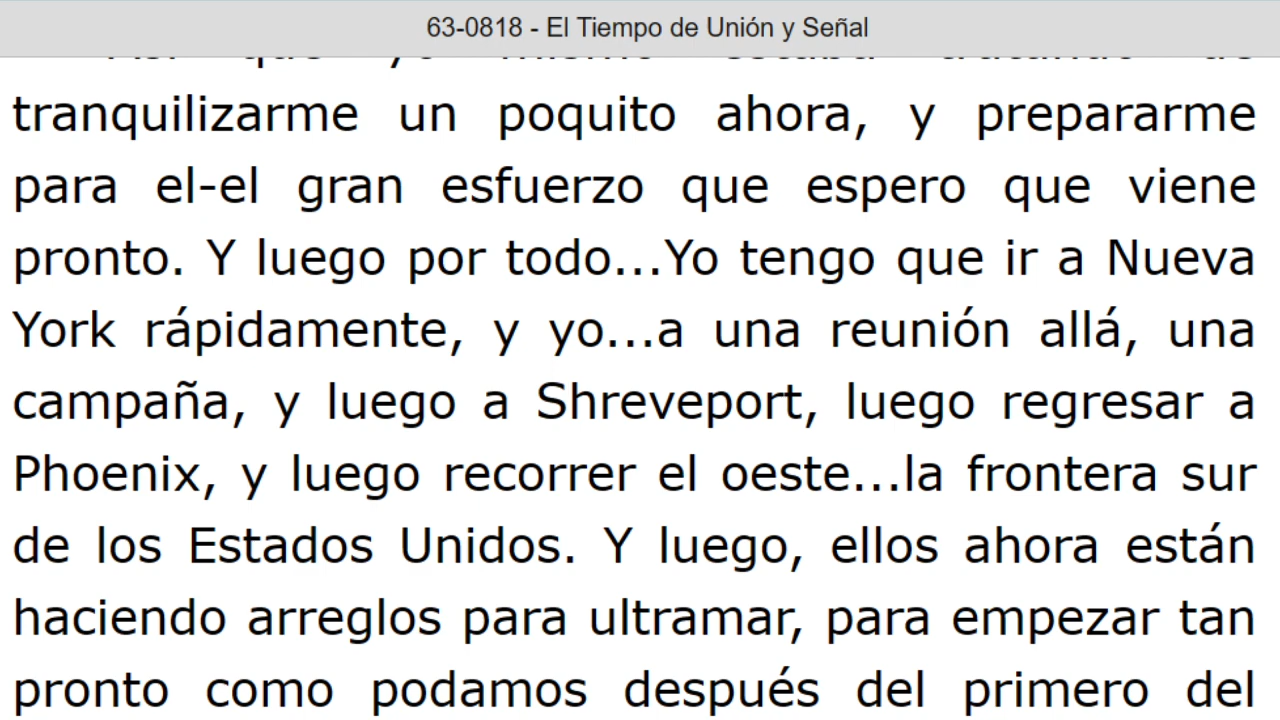 63-0818 - El Tiempo de Unión y Señal
tranquilizarme un poquito ahora, y prepararme
para el-el gran esfuerzo que espero que viene
pronto. Y luego por todo...Yo tengo que ir a Nueva
York rápidamente, y yo...a una reunión allá, una
campaña, y luego a Shreveport, luego regresar a
Phoenix, y luego recorrer el oeste...la frontera sur
de los Estados Unidos. Y luego, ellos ahora están
haciendo arreglos para ultramar, para empezar tan
pronto como podamos después del primero del